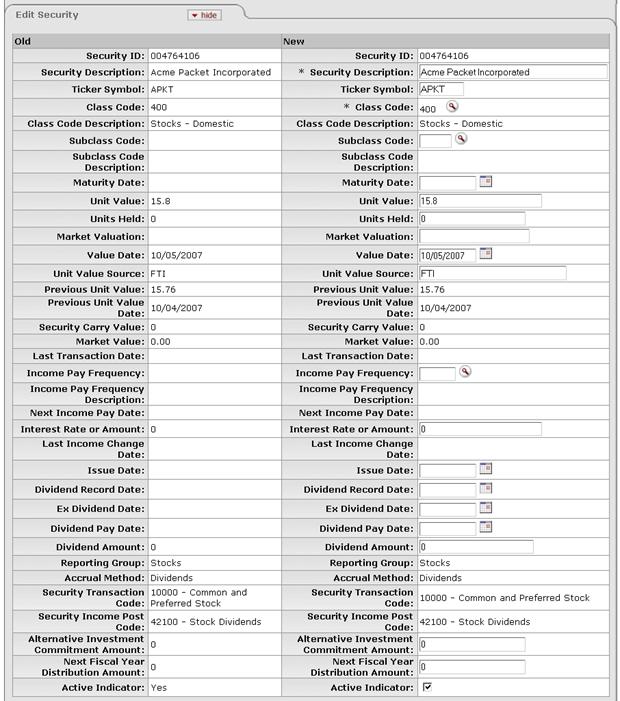 Edit Security
hide
Old New
Security ID: 004764106 Security ID: 004764106
Security Description: Acme Packet Incorporated * Security Description: Acme Packet Incorporated
Ticker Symbol: APKT Ticker Symbol: APKT
Class Code: 400 * Class Code: 400
Class Code Description: Stocks - Domestic Class Code Description: Stocks - Domestic
Subclass Code: Subclass Code:
Subclass Code Description: Subclass Code Description:
Maturity Date: Maturity Date:
Unit Value: 15.8 Unit Value: 15.8
Units Held: 0 Units Held: 0
Market Valuation: Market Valuation:
Value Date: 10/05/2007 Value Date: 10/05/2007
Unit Value Source: FTI Unit Value Source: FTI
Previous Unit Value: 15.76 Previous Unit Value: 15.76
Previous Unit Value Date: 10/04/2007 Previous Unit Value Date: 10/04/2007
Security Carry Value: 0 Security Carry Value: 0
Market Value: 0.00 Market Value: 0.00
Last Transaction Date: Last Transaction Date:
Income Pay Frequency: Income Pay Frequency:
Income Pay Frequency Description: Income Pay Frequency Description:
Next Income Pay Date: Next Income Pay Date:
Interest Rate or Amount: 0 Interest Rate or Amount: 0
Last Income Change Date: Last Income Change Date:
Issue Date: Issue Date:
Dividend Record Date: Dividend Record Date:
Ex Dividend Date: Ex Dividend Date:
Dividend Pay Date: Dividend Pay Date:
Dividend Amount: 0 Dividend Amount: 0
Reporting Group: Stocks Reporting Group: Stocks
Accrual Method: Dividends Accrual Method: Dividends
Security Transaction Code: 10000 - Common and Preferred Stock Security Transaction Code: 10000 - Common and Preferred Stock
Security Income Post Code: 42100 - Stock Dividends Security Income Post Code: 42100 - Stock Dividends
Alternative Investment Commitment Amount: 0 Alternative Investment Commitment Amount: 0
Next Fiscal Year Distribution Amount: 0 Next Fiscal Year Distribution Amount: 0
Active Indicator: Yes Active Indicator: